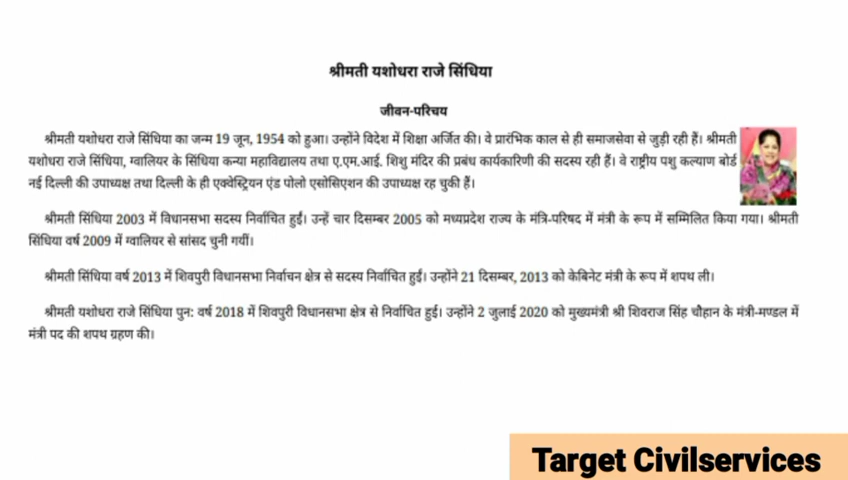 श्रीमती यशोधरा राजे सिंधिया
जीवन-परिचय
श्रीमती यशोधरा राजे सिंधिया का जन्म 19 जून, 1954 को हुआ। उन्होंने विदेश में शिक्षा अर्जित की। वे प्रारंभिक काल से ही समाजसेवा से जुड़ी रही हैं। श्रीमती
यशोधरा राजे सिंधिया, ग्वालियर के सिंधिया कन्या महाविद्यालय तथा ए.एम.आई. शिशु मंदिर की प्रबंध कार्यकारिणी की सदस्य रही हैं। वे राष्ट्रीय पशु कल्याण बोर्ड
नई दिल्ली की उपाध्यक्ष तथा दिल्ली के ही एक्वेस्ट्रियन एंड पोलो एसोसिएशन की उपाध्यक्ष रह चुकी हैं।
श्रीमती सिंधिया 2003 में विधानसभा सदस्य निर्वाचित हुईं। उन्हें चार दिसम्बर 2005 को मध्यप्रदेश राज्य के मंत्रि-परिषद में मंत्री के रूप में सम्मिलित किया गया। श्रीमती
सिंधिया वर्ष 2009 में ग्वालियर से सांसद चुनी गयीं।
श्रीमती सिंधिया वर्ष 2013 में शिवपुरी विधानसभा निर्वाचन क्षेत्र से सदस्य निर्वाचित हुईं। उन्होंने 21 दिसम्बर, 2013 को केबिनेट मंत्री के रूप में शपथ ली।
श्रीमती यशोधरा राजे सिंधिया पुन: वर्ष 2018 में शिवपुरी विधानसभा क्षेत्र से निर्वाचित हुई। उन्होंने 2 जुलाई 2020 को मुख्यमंत्री श्री शिवराज सिंह चौहान के मंत्री-मण्डल में
मंत्री पद की शपथ ग्रहण की।
Target Civilservices